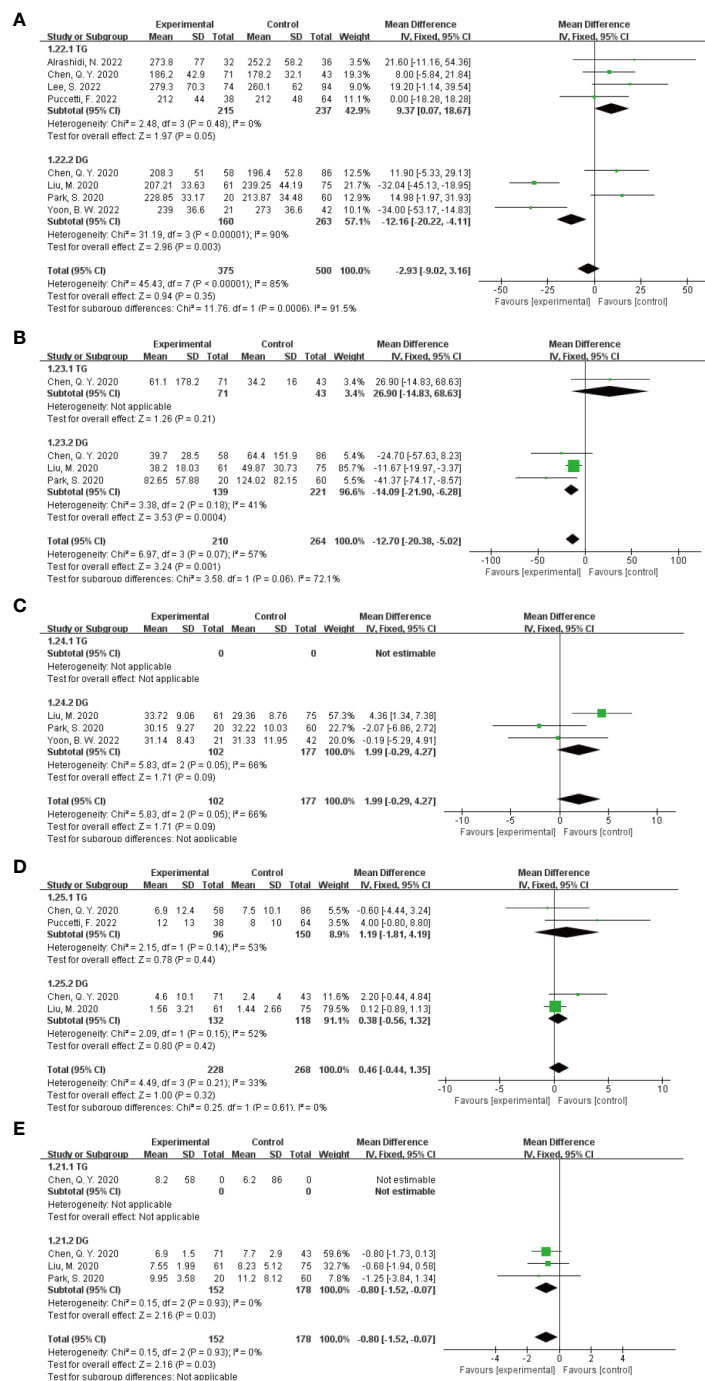 A
Experimental Control Mean Difference Mean Difference
Study or Subgroup Mean SD Total Mean SD Total Weight IV, Fixed, 95% CI IV, Fixed, 95% CI
1.22.1 TG
Alrashidi, N. 2022 273.8 77 32 252.2 58.2 36 3.5% 21.60 [-11.16, 54.36]
Chen, Q. Y. 2020 186.2 42.9 71 178.2 32.1 43 19.3% 8.00 [-5.84, 21.84]
Lee, S. 2022 279.3 70.3 74 260.1 62 94 9.0% 19.20 [-1.14, 39.54]
Puccetti, F. 2022 212 44 38 212 48 64 11.1% 0.00 [-18.28, 18.28]
Subtotal (95% CI) 215 237 42.9% 9.37 [0.07, 18.67]
Heterogeneity: Chi² = 2.48, df = 3 (P = 0.48); I² = 0%
Test for overall effect: Z = 1.97 (P = 0.05)
1.22.2 DG
Chen, Q. Y. 2020 208.3 51 58 196.4 52.8 86 12.5% 11.90 [-5.33, 29.13]
Liu, M. 2020 207.21 33.63 61 239.25 44.19 75 21.7% -32.04 [-45.13, -18.95]
Park, S. 2020 228.85 33.17 20 213.87 34.48 60 12.9% 14.98 [-1.97, 31.93]
Yoon, B. W. 2022 239 36.6 21 273 36.6 42 10.1% -34.00 [-53.17, -14.83]
Subtotal (95% CI) 160 263 57.1% -12.16 [-20.22, -4.11]
Heterogeneity: Chi² = 31.19, df = 3 (P < 0.00001); I² = 90%
Test for overall effect: Z = 2.96 (P = 0.003)
Total (95% CI) 375 500 100.0% -2.93 [-9.02, 3.16]
Heterogeneity: Chi² = 45.43, df = 7 (P < 0.00001); I² = 85%
Test for overall effect: Z = 0.94 (P = 0.35)
Test for subgroup differences: Chi² = 11.76, df = 1 (P = 0.0006), I² = 91.5%
-50 -25 0 25 50
Favours [experimental] Favours [control]
B
Experimental Control Mean Difference Mean Difference
Study or Subgroup Mean SD Total Mean SD Total Weight IV, Fixed, 95% CI IV, Fixed, 95% CI
1.23.1 TG
Chen, Q. Y. 2020 61.1 178.2 71 34.2 16 43 3.4% 26.90 [-14.83, 68.63]
Subtotal (95% CI) 71 43 3.4% 26.90 [-14.83, 68.63]
Heterogeneity: Not applicable
Test for overall effect: Z = 1.26 (P = 0.21)
1.23.2 DG
Chen, Q. Y. 2020 39.7 28.5 58 64.4 151.9 86 5.4% -24.70 [-57.63, 8.23]
Liu, M. 2020 38.2 18.03 61 49.87 30.73 75 85.7% -11.67 [-19.97, -3.37]
Park, S. 2020 82.65 57.88 20 124.02 82.15 60 5.5% -41.37 [-74.17, -8.57]
Subtotal (95% CI) 139 221 96.6% -14.09 [-21.90, -6.28]
Heterogeneity: Chi² = 3.38, df = 2 (P = 0.18); I² = 41%
Test for overall effect: Z = 3.53 (P = 0.0004)
Total (95% CI) 210 264 100.0% -12.70 [-20.38, -5.02]
Heterogeneity: Chi² = 6.97, df = 3 (P = 0.07); I² = 57%
Test for overall effect: Z = 3.24 (P = 0.001)
Test for subgroup differences: Chi² = 3.58, df = 1 (P = 0.06), I² = 72.1%
-100 -50 0 50 100
Favours [experimental] Favours [control]
C
Experimental Control Mean Difference Mean Difference
Study or Subgroup Mean SD Total Mean SD Total Weight IV, Fixed, 95% CI IV, Fixed, 95% CI
1.24.1 TG
Subtotal (95% CI) 0 0 Not estimable
Heterogeneity: Not applicable
Test for overall effect: Not applicable
1.24.2 DG
Liu, M. 2020 33.72 9.06 61 29.36 8.76 75 57.3% 4.36 [1.34, 7.38]
Park, S. 2020 30.15 9.27 20 32.22 10.03 60 22.7% -2.07 [-6.86, 2.72]
Yoon, B. W. 2022 31.14 8.43 21 31.33 11.95 42 20.0% -0.19 [-5.29, 4.91]
Subtotal (95% CI) 102 177 100.0% 1.99 [-0.29, 4.27]
Heterogeneity: Chi² = 5.83, df = 2 (P = 0.05); I² = 66%
Test for overall effect: Z = 1.71 (P = 0.09)
Total (95% CI) 102 177 100.0% 1.99 [-0.29, 4.27]
Heterogeneity: Chi² = 5.83, df = 2 (P = 0.05); I² = 66%
Test for overall effect: Z = 1.71 (P = 0.09)
Test for subgroup differences: Not applicable
-10 -5 0 5 10
Favours [experimental] Favours [control]
D
Experimental Control Mean Difference Mean Difference
Study or Subgroup Mean SD Total Mean SD Total Weight IV, Fixed, 95% CI IV, Fixed, 95% CI
1.25.1 TG
Chen, Q. Y. 2020 6.9 12.4 58 7.5 10.1 86 5.5% -0.60 [-4.44, 3.24]
Puccetti, F. 2022 12 13 38 8 10 64 3.5% 4.00 [-0.80, 8.80]
Subtotal (95% CI) 96 150 8.9% 1.19 [-1.81, 4.19]
Heterogeneity: Chi² = 2.15, df = 1 (P = 0.14); I² = 53%
Test for overall effect: Z = 0.78 (P = 0.44)
1.25.2 DG
Chen, Q. Y. 2020 4.6 10.1 71 2.4 4 43 11.6% 2.20 [-0.44, 4.84]
Liu, M. 2020 1.56 3.21 61 1.44 2.66 75 79.5% 0.12 [-0.89, 1.13]
Subtotal (95% CI) 132 118 91.1% 0.38 [-0.56, 1.32]
Heterogeneity: Chi² = 2.09, df = 1 (P = 0.15); I² = 52%
Test for overall effect: Z = 0.80 (P = 0.42)
Total (95% CI) 228 268 100.0% 0.46 [-0.44, 1.35]
Heterogeneity: Chi² = 4.49, df = 3 (P = 0.21); I² = 33%
Test for overall effect: Z = 1.00 (P = 0.32)
Test for subgroup differences: Chi² = 0.25, df = 1 (P = 0.61), I² = 0%
-10 -5 0 5 10
Favours [experimental] Favours [control]
E
Experimental Control Mean Difference Mean Difference
Study or Subgroup Mean SD Total Mean SD Total Weight IV, Fixed, 95% CI IV, Fixed, 95% CI
1.21.1 TG
Chen, Q. Y. 2020 8.2 58 0 6.2 86 0 Not estimable
Subtotal (95% CI) 0 0 Not estimable
Heterogeneity: Not applicable
Test for overall effect: Not applicable
1.21.2 DG
Chen, Q. Y. 2020 6.9 1.5 71 7.7 2.9 43 59.6% -0.80 [-1.73, 0.13]
Liu, M. 2020 7.55 1.99 61 8.23 5.12 75 32.7% -0.68 [-1.94, 0.58]
Park, S. 2020 9.95 3.58 20 11.2 8.12 60 7.8% -1.25 [-3.84, 1.34]
Subtotal (95% CI) 152 178 100.0% -0.80 [-1.52, -0.07]
Heterogeneity: Chi² = 0.15, df = 2 (P = 0.93); I² = 0%
Test for overall effect: Z = 2.16 (P = 0.03)
Total (95% CI) 152 178 100.0% -0.80 [-1.52, -0.07]
Heterogeneity: Chi² = 0.15, df = 2 (P = 0.93); I² = 0%
Test for overall effect: Z = 2.16 (P = 0.03)
Test for subgroup differences: Not applicable
-4 -2 0 2 4
Favours [experimental] Favours [control]